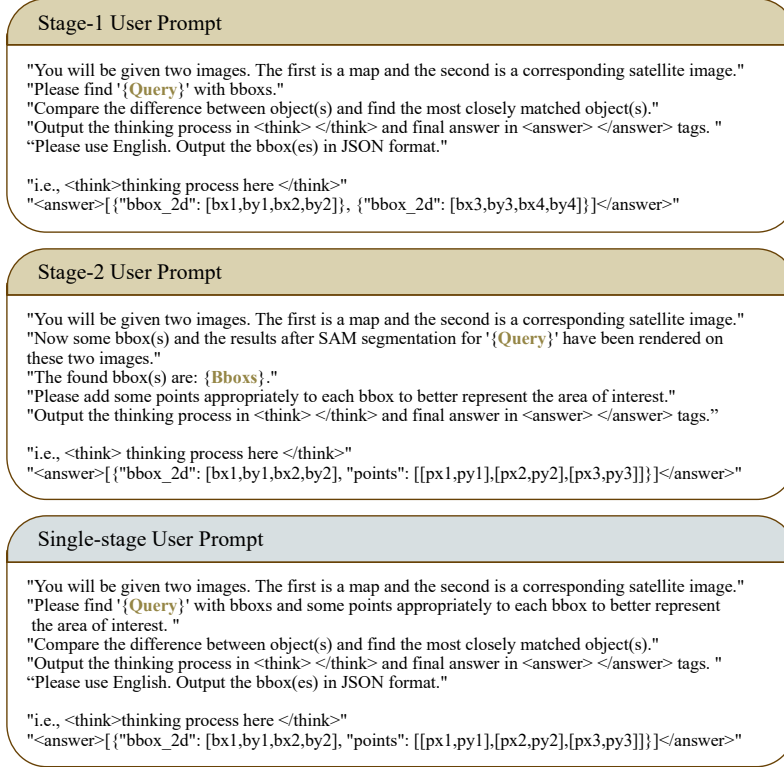 Stage-1 User Prompt
"You will be given two images. The first is a map and the second is a corresponding satellite image."
"Please find '{Query}' with bboxs."
"Compare the difference between object(s) and find the most closely matched object(s)."
"Output the thinking process in <think> </think> and final answer in <answer> </answer> tags. "
“Please use English. Output the bbox(es) in JSON format."
"i.e., <think>thinking process here </think>"
"<answer>[{"bbox_2d": [bx1,by1,bx2,by2]}, {"bbox_2d": [bx3,by3,bx4,by4]}]</answer>"
Stage-2 User Prompt
"You will be given two images. The first is a map and the second is a corresponding satellite image."
"Now some bbox(s) and the results after SAM segmentation for '{Query}' have been rendered on
these two images."
"The found bbox(s) are: {Bboxs}."
"Please add some points appropriately to each bbox to better represent the area of interest."
"Output the thinking process in <think> </think> and final answer in <answer> </answer> tags.”
"i.e., <think> thinking process here </think>"
"<answer>[{"bbox_2d": [bx1,by1,bx2,by2], "points": [[px1,py1],[px2,py2],[px3,py3]]}]</answer>"
Single-stage User Prompt
"You will be given two images. The first is a map and the second is a corresponding satellite image."
"Please find '{Query}' with bboxs and some points appropriately to each bbox to better represent
the area of interest. "
"Compare the difference between object(s) and find the most closely matched object(s)."
"Output the thinking process in <think> </think> and final answer in <answer> </answer> tags. "
“Please use English. Output the bbox(es) in JSON format."
"i.e., <think>thinking process here </think>"
"<answer>[{"bbox_2d": [bx1,by1,bx2,by2], "points": [[px1,py1],[px2,py2],[px3,py3]]}]</answer>"